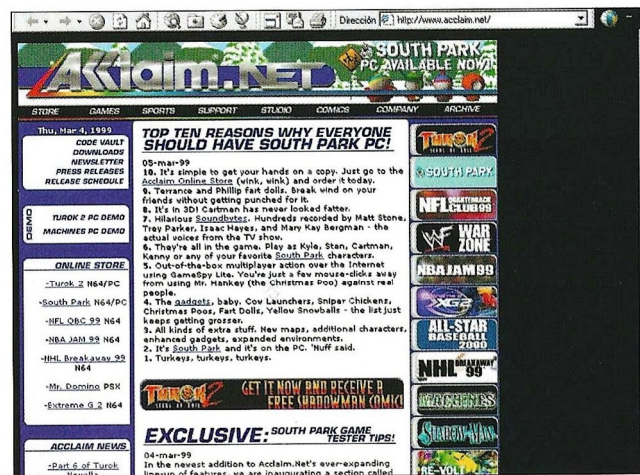 Dirección http://www.acclaim.net/
Acclaim.Net
SOUTH PARK
PC AVAILABLE NOW!
STORE GAMES SPORTS SUPPORT STUDIO COMICS COMPANY ARCHIVE
Thu, Mar 4, 1999
CODE VAULT
DOWNLOADS
NEWSLETTER
PRESS RELEASES
RELEASE SCHEDULE
DEMO
TUROK 2 PC DEMO
MACHINES PC DEMO
ONLINE STORE
-Turok 2 N64/PC
-South Park N64/PC
-NFL QBC 99 N64
-NBA JAM 99 N64
-NHL Breakaway 99
N64
-Mr. Domino PSX
-Extreme G 2 N64
ACCLAIM NEWS
-Part 6 of Turok
TOP TEN REASONS WHY EVERYONE
SHOULD HAVE SOUTH PARK PC!
05-mar-99
10. It's simple to get your hands on a copy. Just go to the
Acclaim Online Store (wink, wink) and order it today.
9. Terrance and Phillip fart dolls. Break wind on your
friends without getting punched for it.
8. It's in 3D! Cartman has never looked fatter.
7. Hilarious Soundbytes. Hundreds recorded by Matt Stone,
Trey Parker, Isaac Hayes, and Mary Kay Bergman - the
actual voices from the TV show.
6. They're all in the game. Play as Kyle, Stan, Cartman,
Kenny or any of your favorite South Park characters.
5. Out-of-the-box multiplayer action over the Internet
using GameSpy Lite. You're just a few mouse-clicks away
from using Mr. Hankey (the Christmas Poo) against real
people.
4. The gadgets, baby. Cow Launchers, Sniper Chickens,
Christmas Poos, Fart Dolls, Yellow Snowballs - the list just
keeps getting grosser.
3. All kinds of extra stuff. New maps, additional characters,
enhanced gadgets, expanded environments.
2. It's South Park and it's on the PC. 'Nuff said.
1. Turkeys, turkeys, turkeys.
TUROK 2
GET IT NOW AND RECEIVE A
FREE SHADOWMAN COMIC!
EXCLUSIVE: SOUTH PARK GAME
TESTER TIPS!
04-mar-99
In the newest addition to Acclaim.Net's ever-expanding
lineup of features, we are inaugurating a section called
TUROK 2
SOUTH PARK
NFL QUARTERBACK
CLUB 99
WF WAR
ZONE
NBA JAM 99
XG2
ALL-STAR
BASEBALL
2000
NHL BREAKAWAY
99
MACHINES
SHADOW MAN
RE-VOLT